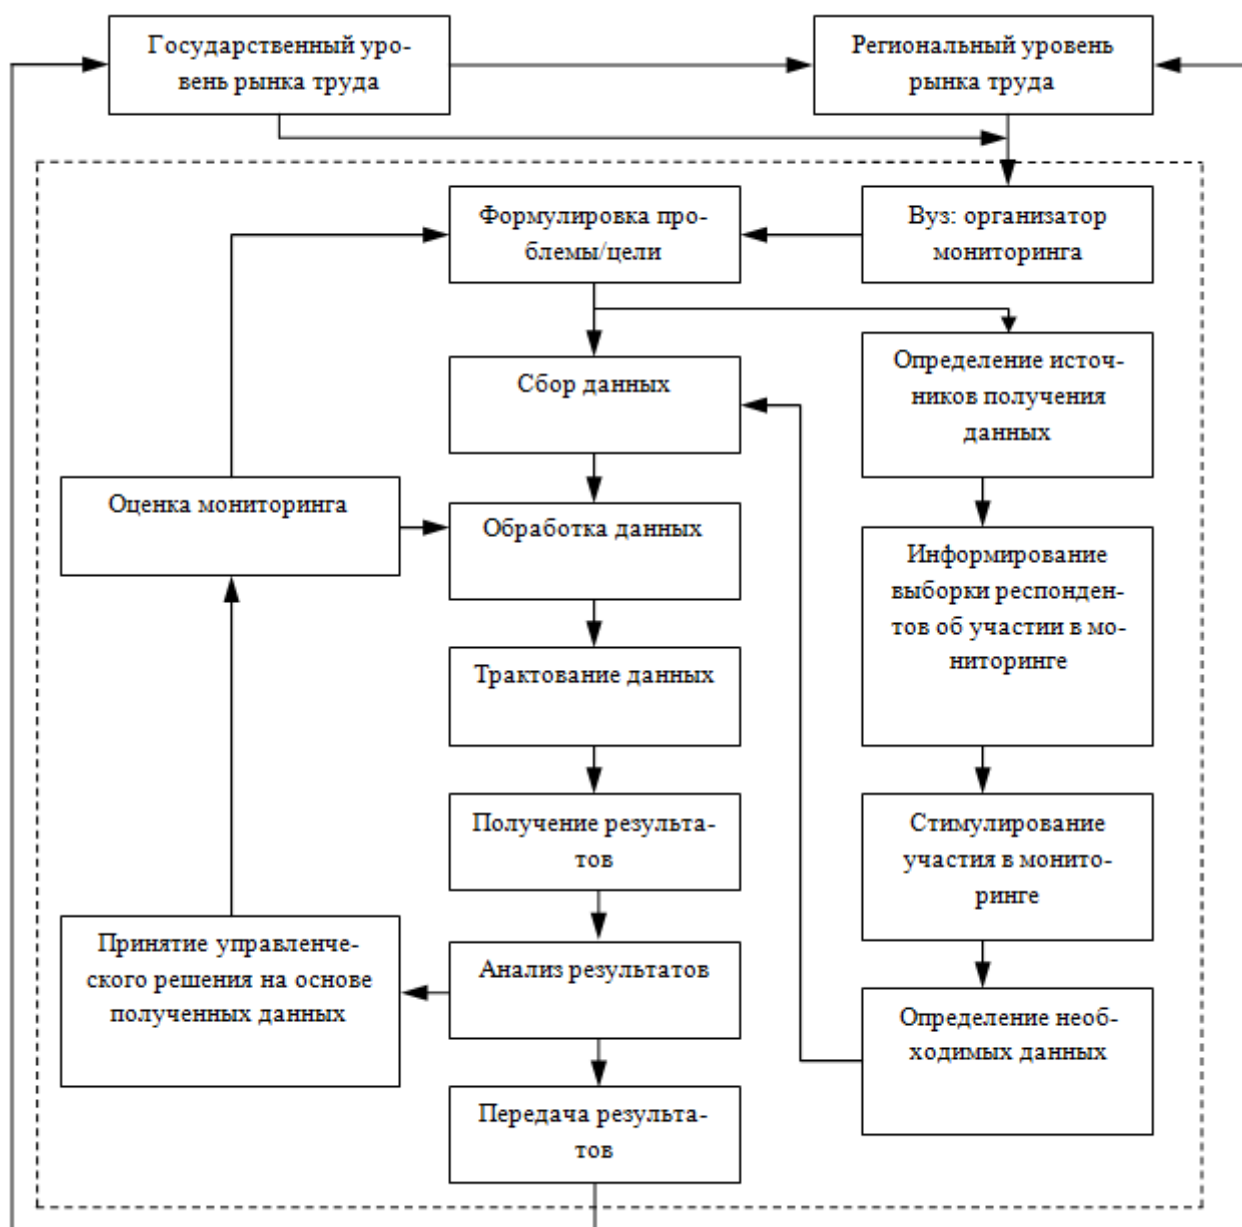 Государственный уро-
вень рынка труда
Региональный уровень
рынка труда
Формулировка про-
блемы/цели
Вуз: организатор
мониторинга
Сбор данных
Определение источ-
ников получения
данных
Оценка мониторинга
Обработка данных
Информирование
выборки респонден-
тов об участии в мо-
ниторинге
Трактование данных
Получение результа-
тов
Стимулирование
участия в монито-
ринге
Принятие управленче-
ского решения на основе
полученных данных
Анализ результатов
Определение необ-
ходимых данных
Передача результа-
тов